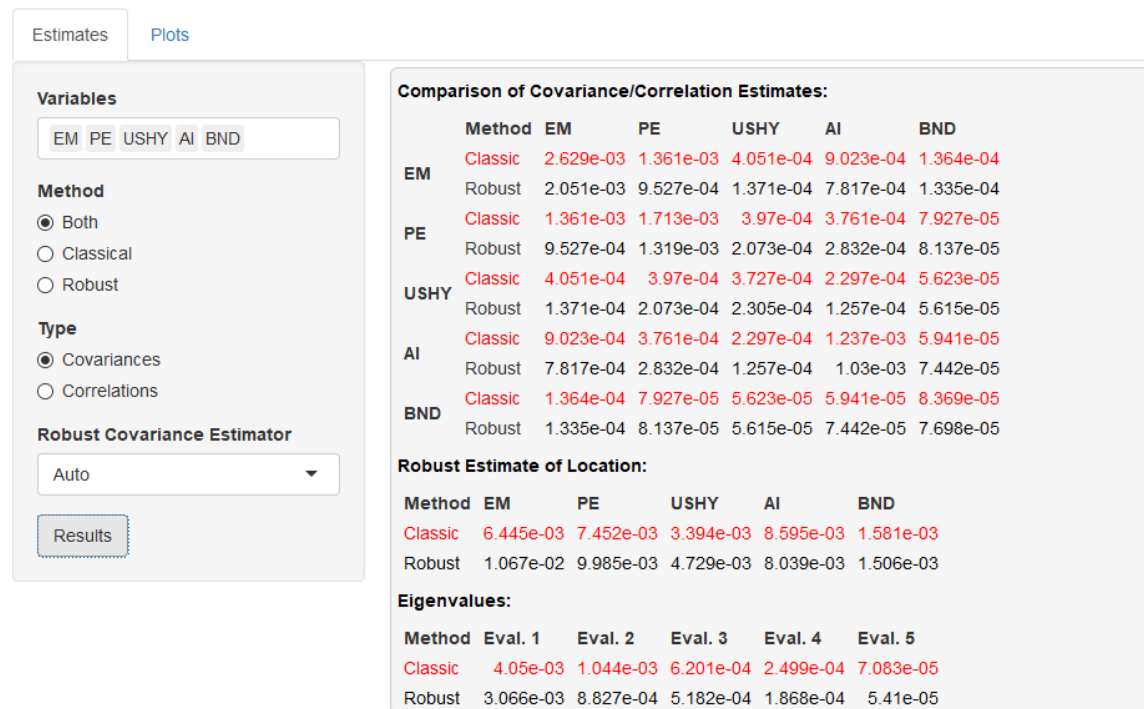 Estimates Plots
Variables
EM PE USHY AI BND
Method
Both
Classical
Robust
Type
Covariances
Correlations
Robust Covariance Estimator
Auto
Results
Comparison of Covariance/Correlation Estimates:
Method EM PE USHY AI BND
EM
Classic 2.629e-03 1.361e-03 4.051e-04 9.023e-04 1.364e-04
Robust 2.051e-03 9.527e-04 1.371e-04 7.817e-04 1.335e-04
PE
Classic 1.361e-03 1.713e-03 3.97e-04 3.761e-04 7.927e-05
Robust 9.527e-04 1.319e-03 2.073e-04 2.832e-04 8.137e-05
USHY
Classic 4.051e-04 3.97e-04 3.727e-04 2.297e-04 5.623e-05
Robust 1.371e-04 2.073e-04 2.305e-04 1.257e-04 5.615e-05
AI
Classic 9.023e-04 3.761e-04 2.297e-04 1.237e-03 5.941e-05
Robust 7.817e-04 2.832e-04 1.257e-04 1.03e-03 7.442e-05
BND
Classic 1.364e-04 7.927e-05 5.623e-05 5.941e-05 8.369e-05
Robust 1.335e-04 8.137e-05 5.615e-05 7.442e-05 7.698e-05
Robust Estimate of Location:
Method EM PE USHY AI BND
Classic 6.445e-03 7.452e-03 3.394e-03 8.595e-03 1.581e-03
Robust 1.067e-02 9.985e-03 4.729e-03 8.039e-03 1.506e-03
Eigenvalues:
Method Eval. 1 Eval. 2 Eval. 3 Eval. 4 Eval. 5
Classic 4.05e-03 1.044e-03 6.201e-04 2.499e-04 7.083e-05
Robust 3.066e-03 8.827e-04 5.182e-04 1.868e-04 5.41e-05